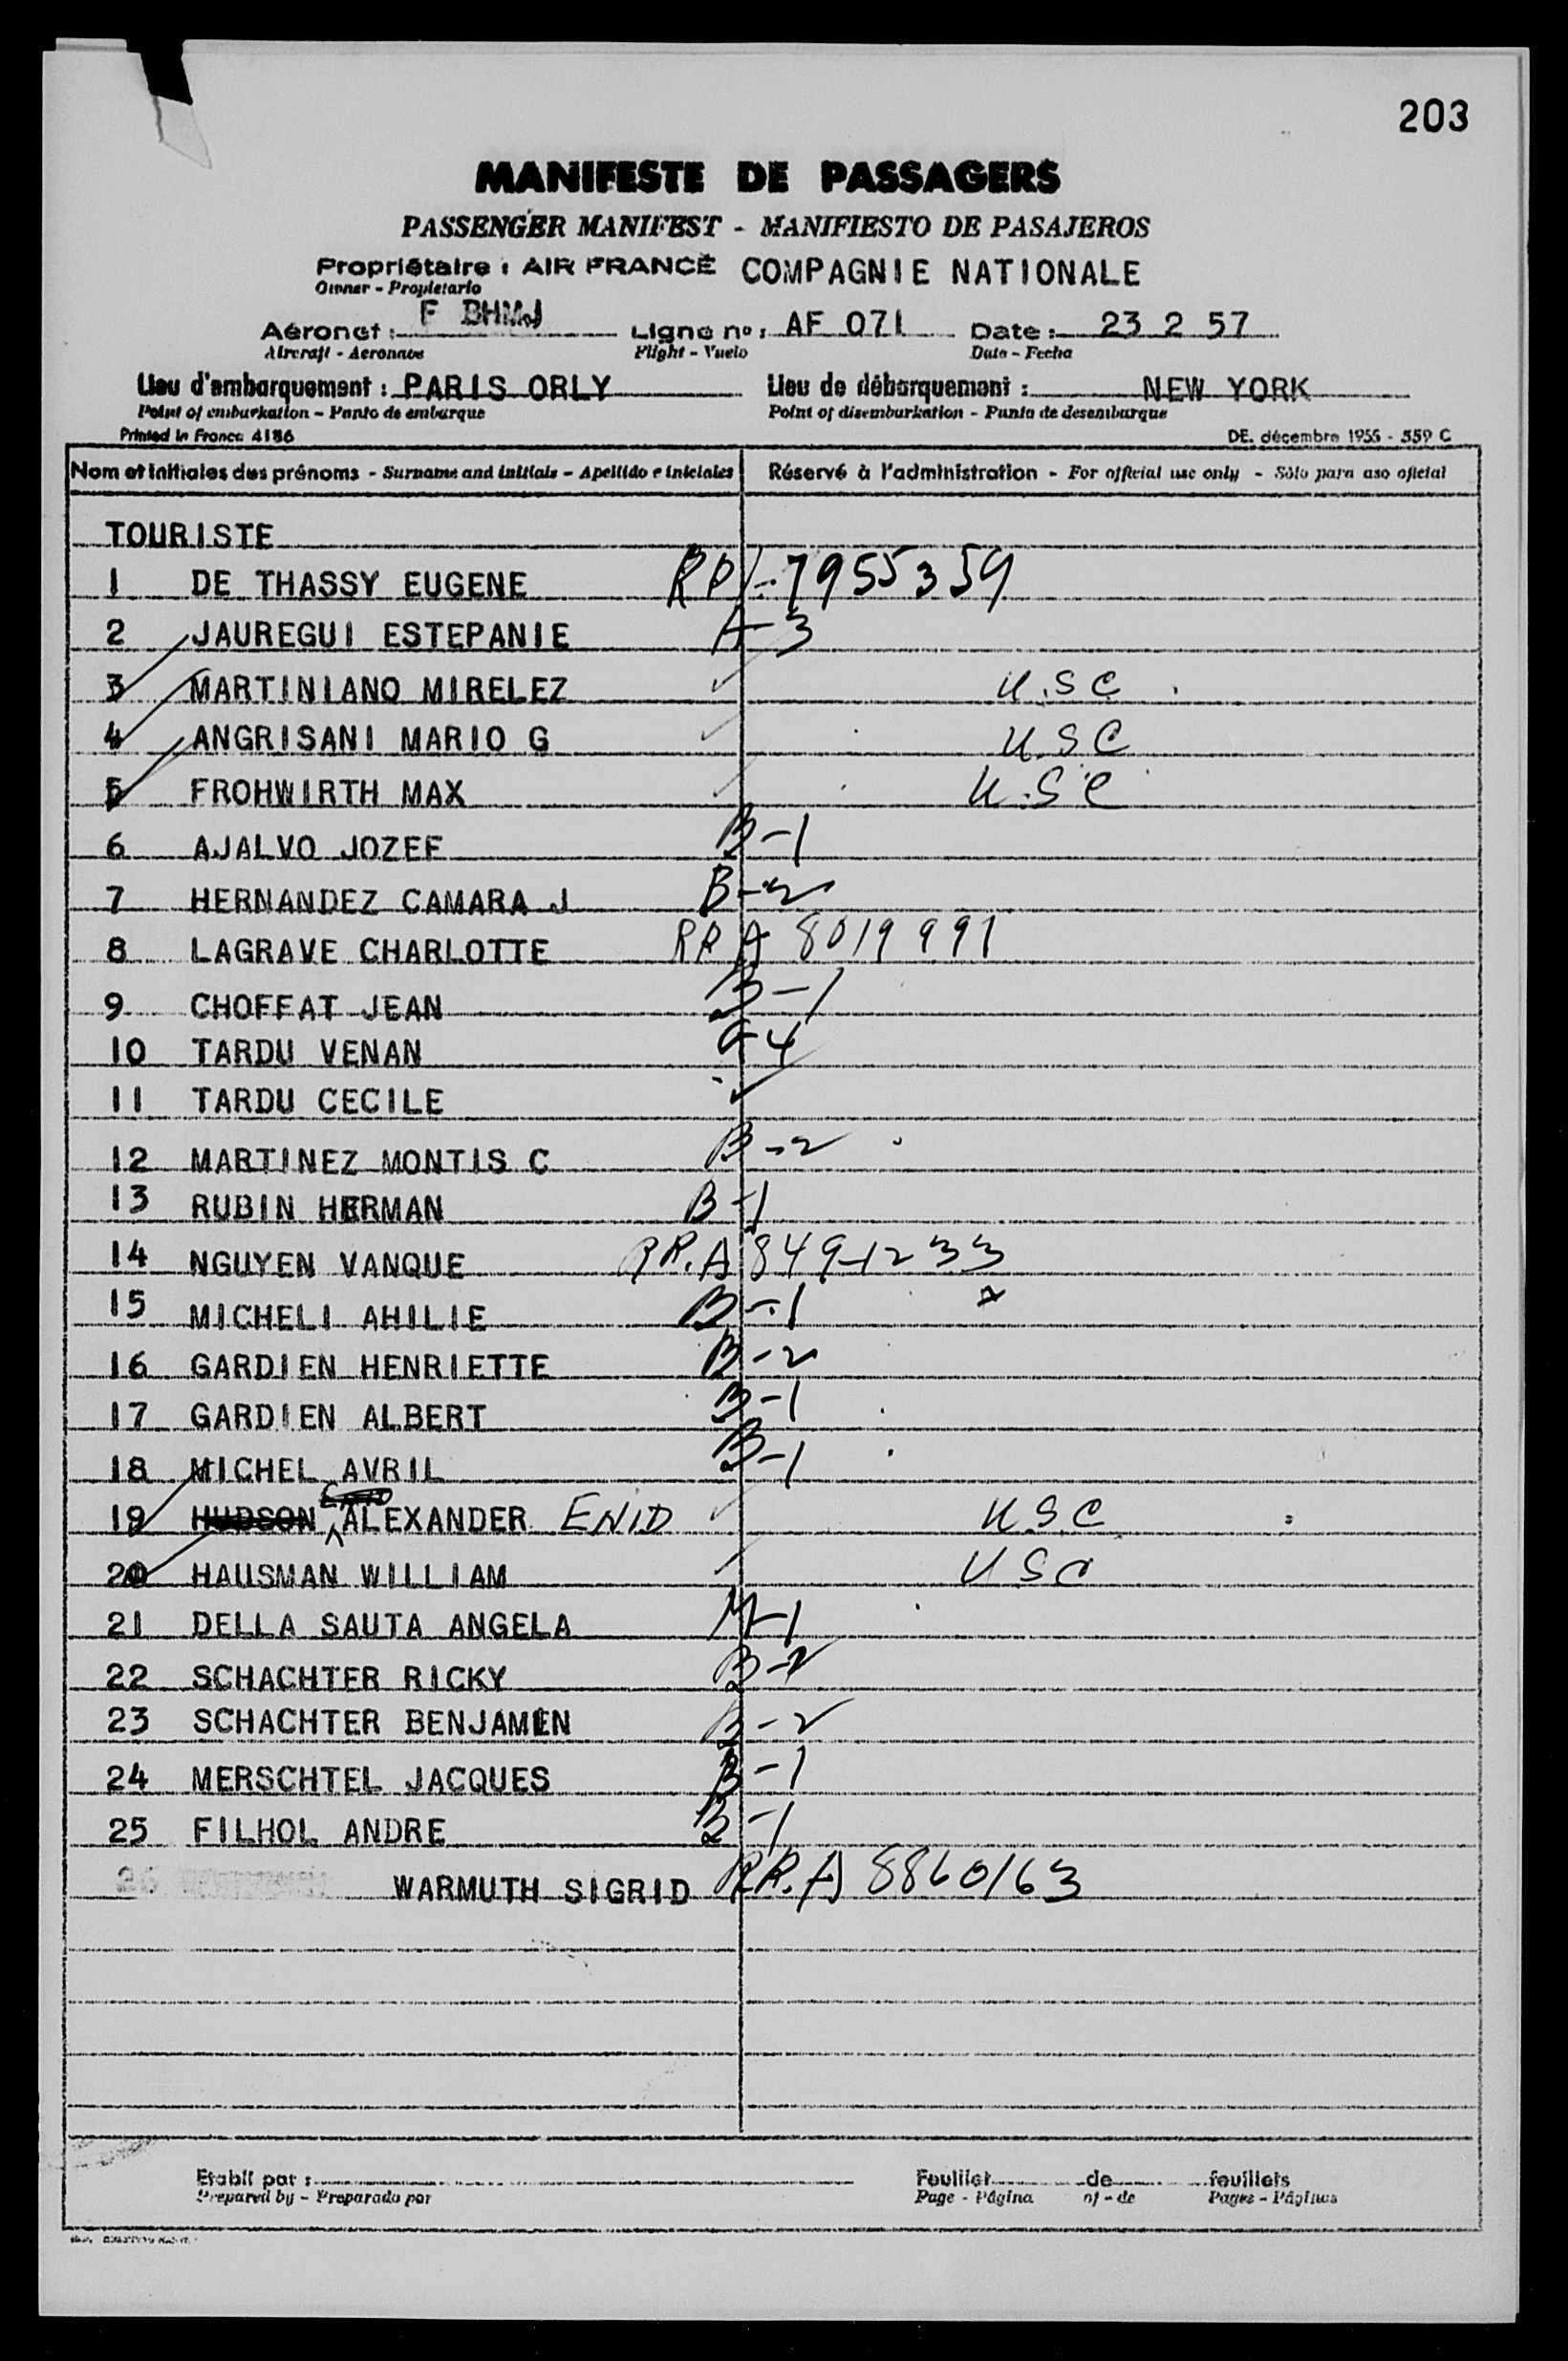 203
MANIFESTE DE PASSAGERS
PASSENGER MANIFEST - MANIFIESTO DE PASAJEROS
Propriétaire : AIR FRANCE COMPAGNIE NATIONALE
Owner - Propietario
Aéronef : F BHMJ Ligne n° : AF 071 Date : 23 2 57
Aircraft - Aeronave Flight - Vuelo Date - Fecha
Lieu d'embarquement : PARIS ORLY Lieu de débarquement : NEW YORK
Point of embarkation - Punto de embarque Point of disembarkation - Punto de desembarque
Printed in France 4186 DE. décembre 1955 - 559 C
Nom et initiales des prénoms - Surname and initials - Apellido e iniciales Réservé à l'administration - For official use only - Sólo para uso oficial
TOURISTE
1 DE THASSY EUGENE 7955359
2 JAUREGUI ESTEPANIE A-3
3 MARTINIANO MIRELEZ U.S C
4 ANGRISANI MARIO G U S C
5 FROHWIRTH MAX U.S C
6 AJALVO JOZEF B-1
7 HERNANDEZ CAMARA J B-2
8 LAGRAVE CHARLOTTE RR A 8019991
9 CHOFFAT JEAN B-1
10 TARDU VENAN G-4
11 TARDU CECILE
12 MARTINEZ MONTIS C B-2
13 RUBIN HERMAN B-1
14 NGUYEN VANQUE RR.A
15 MICHELI AHILIE B-1
16 GARDIEN HENRIETTE B-2
17 GARDIEN ALBERT B-1
18 MICHEL AVRIL B-1
19 HUDSON ALEXANDER ENID U.S.C
20 HAUSMAN WILLIAM U S C
21 DELLA SAUTA ANGELA M-1
22 SCHACHTER RICKY B-2
23 SCHACHTER BENJAMEN B-2
24 MERSCHTEL JACQUES B-1
25 FILHOL ANDRE B-1
26 WARMUTH SIGRID RR.A 8860163
Etabli par : Feuillet de feuillets
Prepared by - Preparado por Page - Página of - de Pages - Páginas